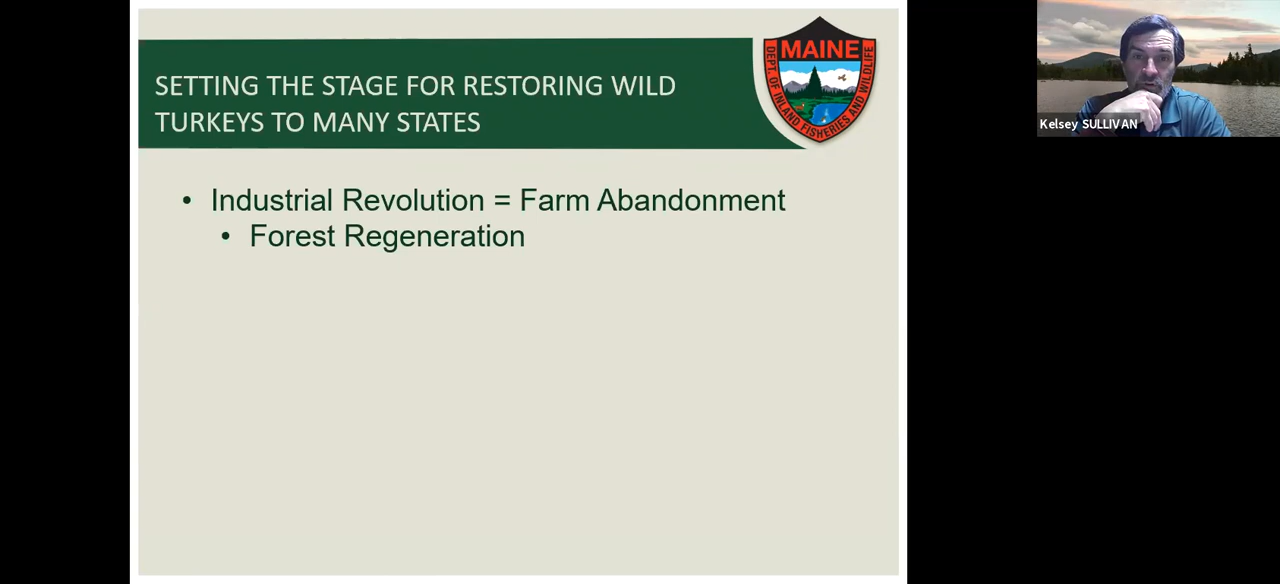 SETTING THE STAGE FOR RESTORING WILD
TURKEYS TO MANY STATES
MAINE
DEPT. OF INLAND FISHERIES AND WILDLIFE
Kelsey SULLIVAN
• Industrial Revolution = Farm Abandonment
• Forest Regeneration